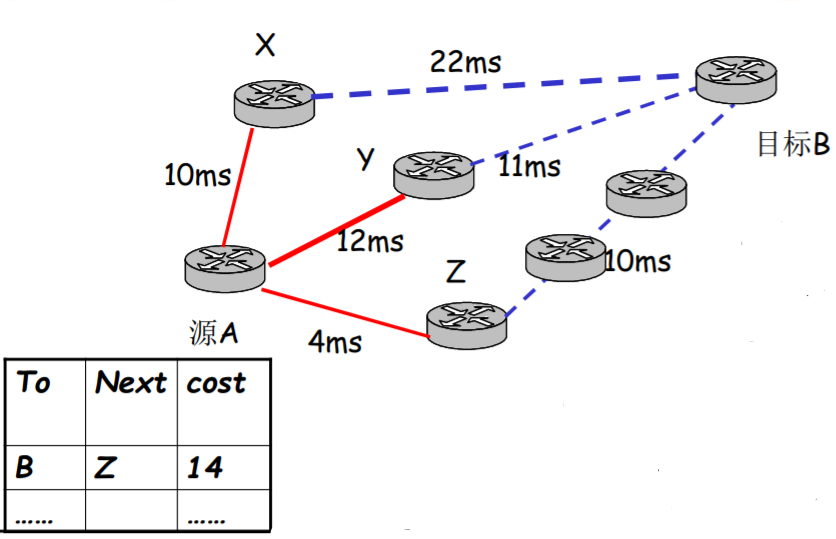 X
22ms
目标B
Y
11ms
10ms
12ms
10ms
Z
源A
4ms
To Next cost
B Z 14
...... ......